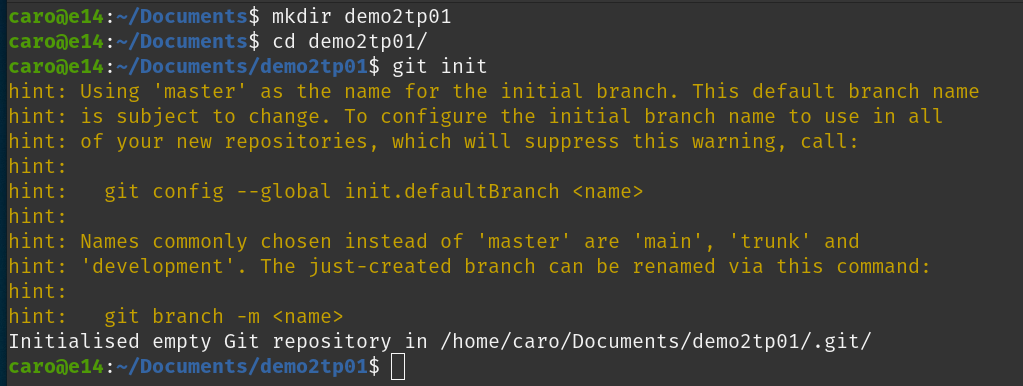 caro@e14:~/Documents$ mkdir demo2tp01
caro@e14:~/Documents$ cd demo2tp01/
caro@e14:~/Documents/demo2tp01$ git init
hint: Using 'master' as the name for the initial branch. This default branch name
hint: is subject to change. To configure the initial branch name to use in all
hint: of your new repositories, which will suppress this warning, call:
hint:
hint:   git config --global init.defaultBranch <name>
hint:
hint: Names commonly chosen instead of 'master' are 'main', 'trunk' and
hint: 'development'. The just-created branch can be renamed via this command:
hint:
hint:   git branch -m <name>
Initialised empty Git repository in /home/caro/Documents/demo2tp01/.git/
caro@e14:~/Documents/demo2tp01$